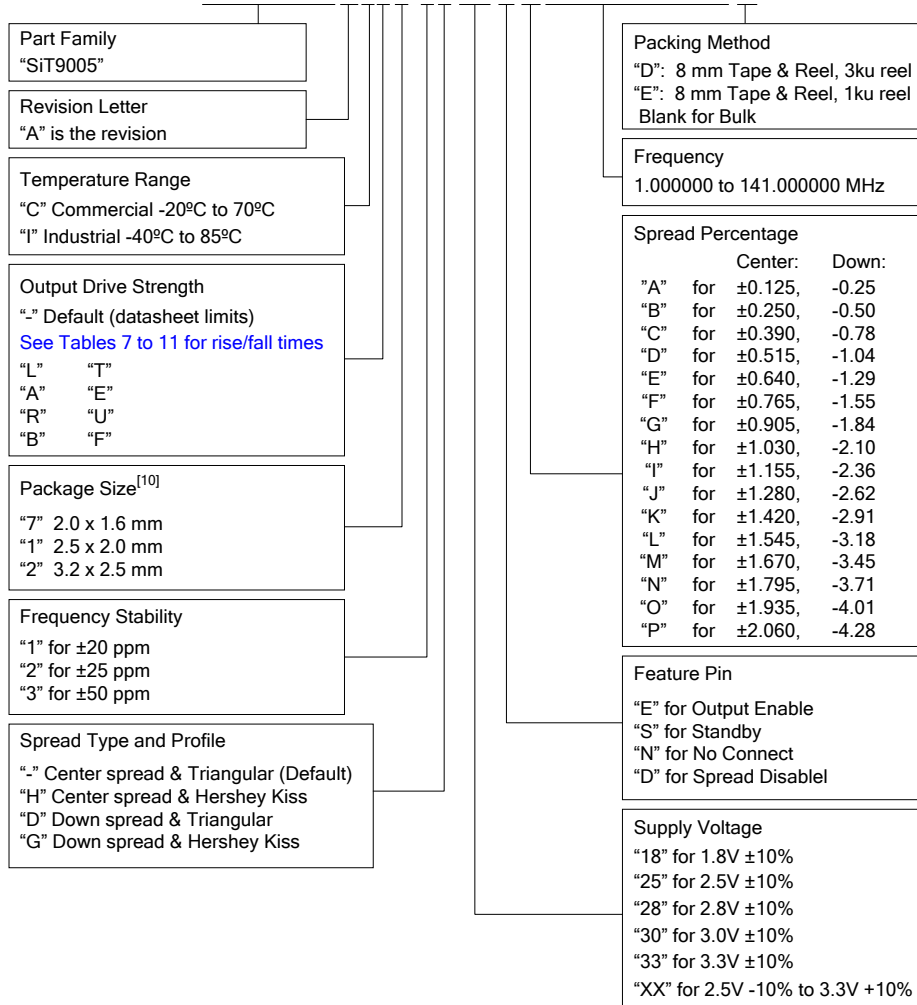 Part Family
“SiT9005”
Revision Letter
“A” is the revision
Temperature Range
“C” Commercial -20ºC to 70ºC
“I” Industrial -40ºC to 85ºC
Output Drive Strength
“-” Default (datasheet limits)
See Tables 7 to 11 for rise/fall times
“L” “T”
“A” “E”
“R” “U”
“B” “F”
Package Size[10]
“7” 2.0 x 1.6 mm
“1” 2.5 x 2.0 mm
“2” 3.2 x 2.5 mm
Frequency Stability
“1” for ±20 ppm
“2” for ±25 ppm
“3” for ±50 ppm
Spread Type and Profile
“-” Center spread & Triangular (Default)
“H” Center spread & Hershey Kiss
“D” Down spread & Triangular
“G” Down spread & Hershey Kiss
Packing Method
“D”: 8 mm Tape & Reel, 3ku reel
“E”: 8 mm Tape & Reel, 1ku reel
Blank for Bulk
Frequency
1.000000 to 141.000000 MHz
Spread Percentage
Center: Down:
”A” for ±0.125, -0.25
“B” for ±0.250, -0.50
“C” for ±0.390, -0.78
“D” for ±0.515, -1.04
“E” for ±0.640, -1.29
“F” for ±0.765, -1.55
“G” for ±0.905, -1.84
“H” for ±1.030, -2.10
“I” for ±1.155, -2.36
“J” for ±1.280, -2.62
“K” for ±1.420, -2.91
“L” for ±1.545, -3.18
“M” for ±1.670, -3.45
“N” for ±1.795, -3.71
“O” for ±1.935, -4.01
“P” for ±2.060, -4.28
Feature Pin
“E” for Output Enable
“S” for Standby
“N” for No Connect
“D” for Spread Disablel
Supply Voltage
“18” for 1.8V ±10%
“25” for 2.5V ±10%
“28” for 2.8V ±10%
“30” for 3.0V ±10%
“33” for 3.3V ±10%
“XX” for 2.5V -10% to 3.3V +10%